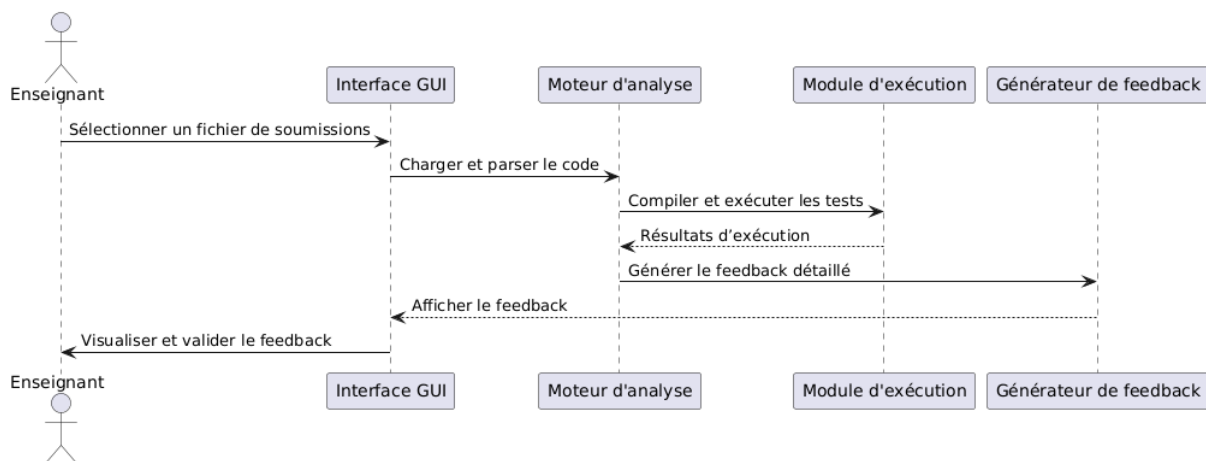 Enseignant
Interface GUI
Moteur d'analyse
Module d'exécution
Générateur de feedback
Sélectionner un fichier de soumissions
Charger et parser le code
Compiler et exécuter les tests
Résultats d’exécution
Générer le feedback détaillé
Afficher le feedback
Visualiser et valider le feedback
Enseignant
Interface GUI
Moteur d'analyse
Module d'exécution
Générateur de feedback